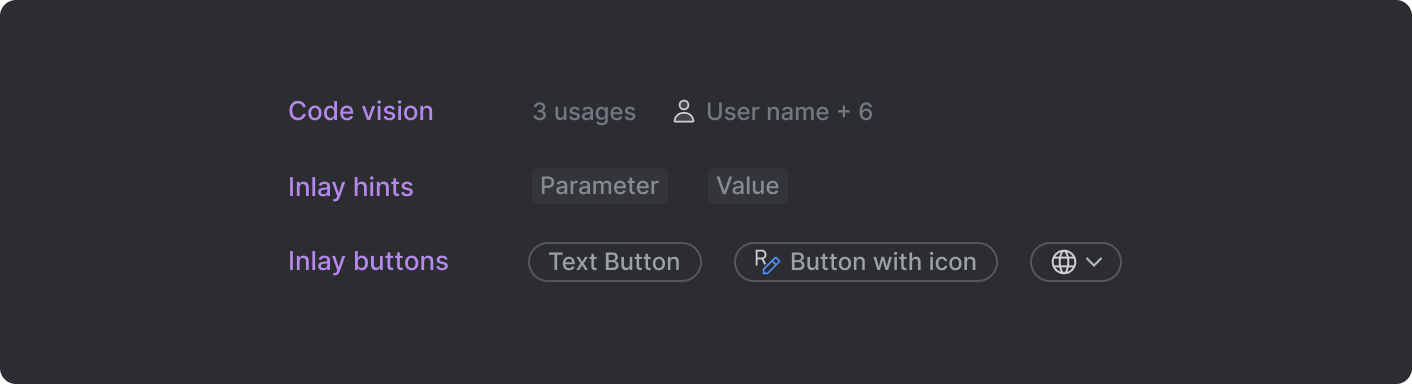 Code vision 3 usages User name + 6
Inlay hints Parameter Value
Inlay buttons Text Button R Button with icon